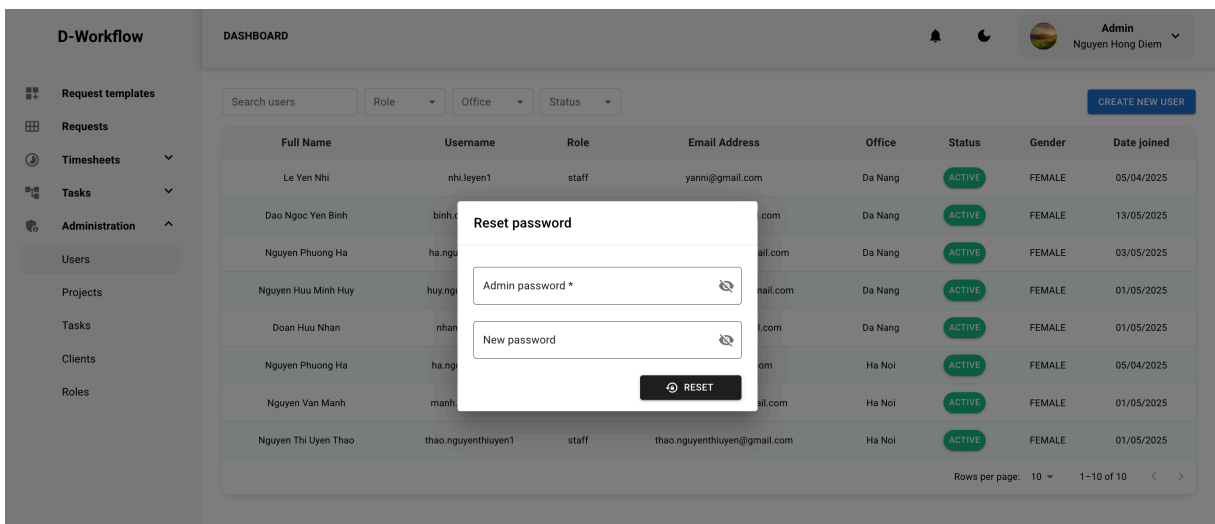 D-Workflow
DASHBOARD
Admin
Nguyen Hong Diem
Request templates
Requests
Timesheets
Tasks
Administration
Users
Projects
Tasks
Clients
Roles
Search users Role Office Status CREATE NEW USER
Full Name Username Role Email Address Office Status Gender Date joined
Le Yen Nhi nhi.leyen1 staff yanni@gmail.com Da Nang ACTIVE FEMALE 05/04/2025
Dao Ngoc Yen Binh Da Nang ACTIVE FEMALE 13/05/2025
Nguyen Phuong Ha Da Nang ACTIVE FEMALE 03/05/2025
Nguyen Huu Minh Huy Da Nang ACTIVE FEMALE 01/05/2025
Doan Huu Nhan Da Nang ACTIVE FEMALE 01/05/2025
Nguyen Phuong Ha Ha Noi ACTIVE FEMALE 05/04/2025
Nguyen Van Manh Ha Noi ACTIVE FEMALE 01/05/2025
Nguyen Thi Uyen Thao thao.nguyenthiuyen1 staff thao.nguyenthiuyen@gmail.com Ha Noi ACTIVE FEMALE 01/05/2025
Rows per page: 10 1–10 of 10
Reset password
Admin password *
New password
RESET